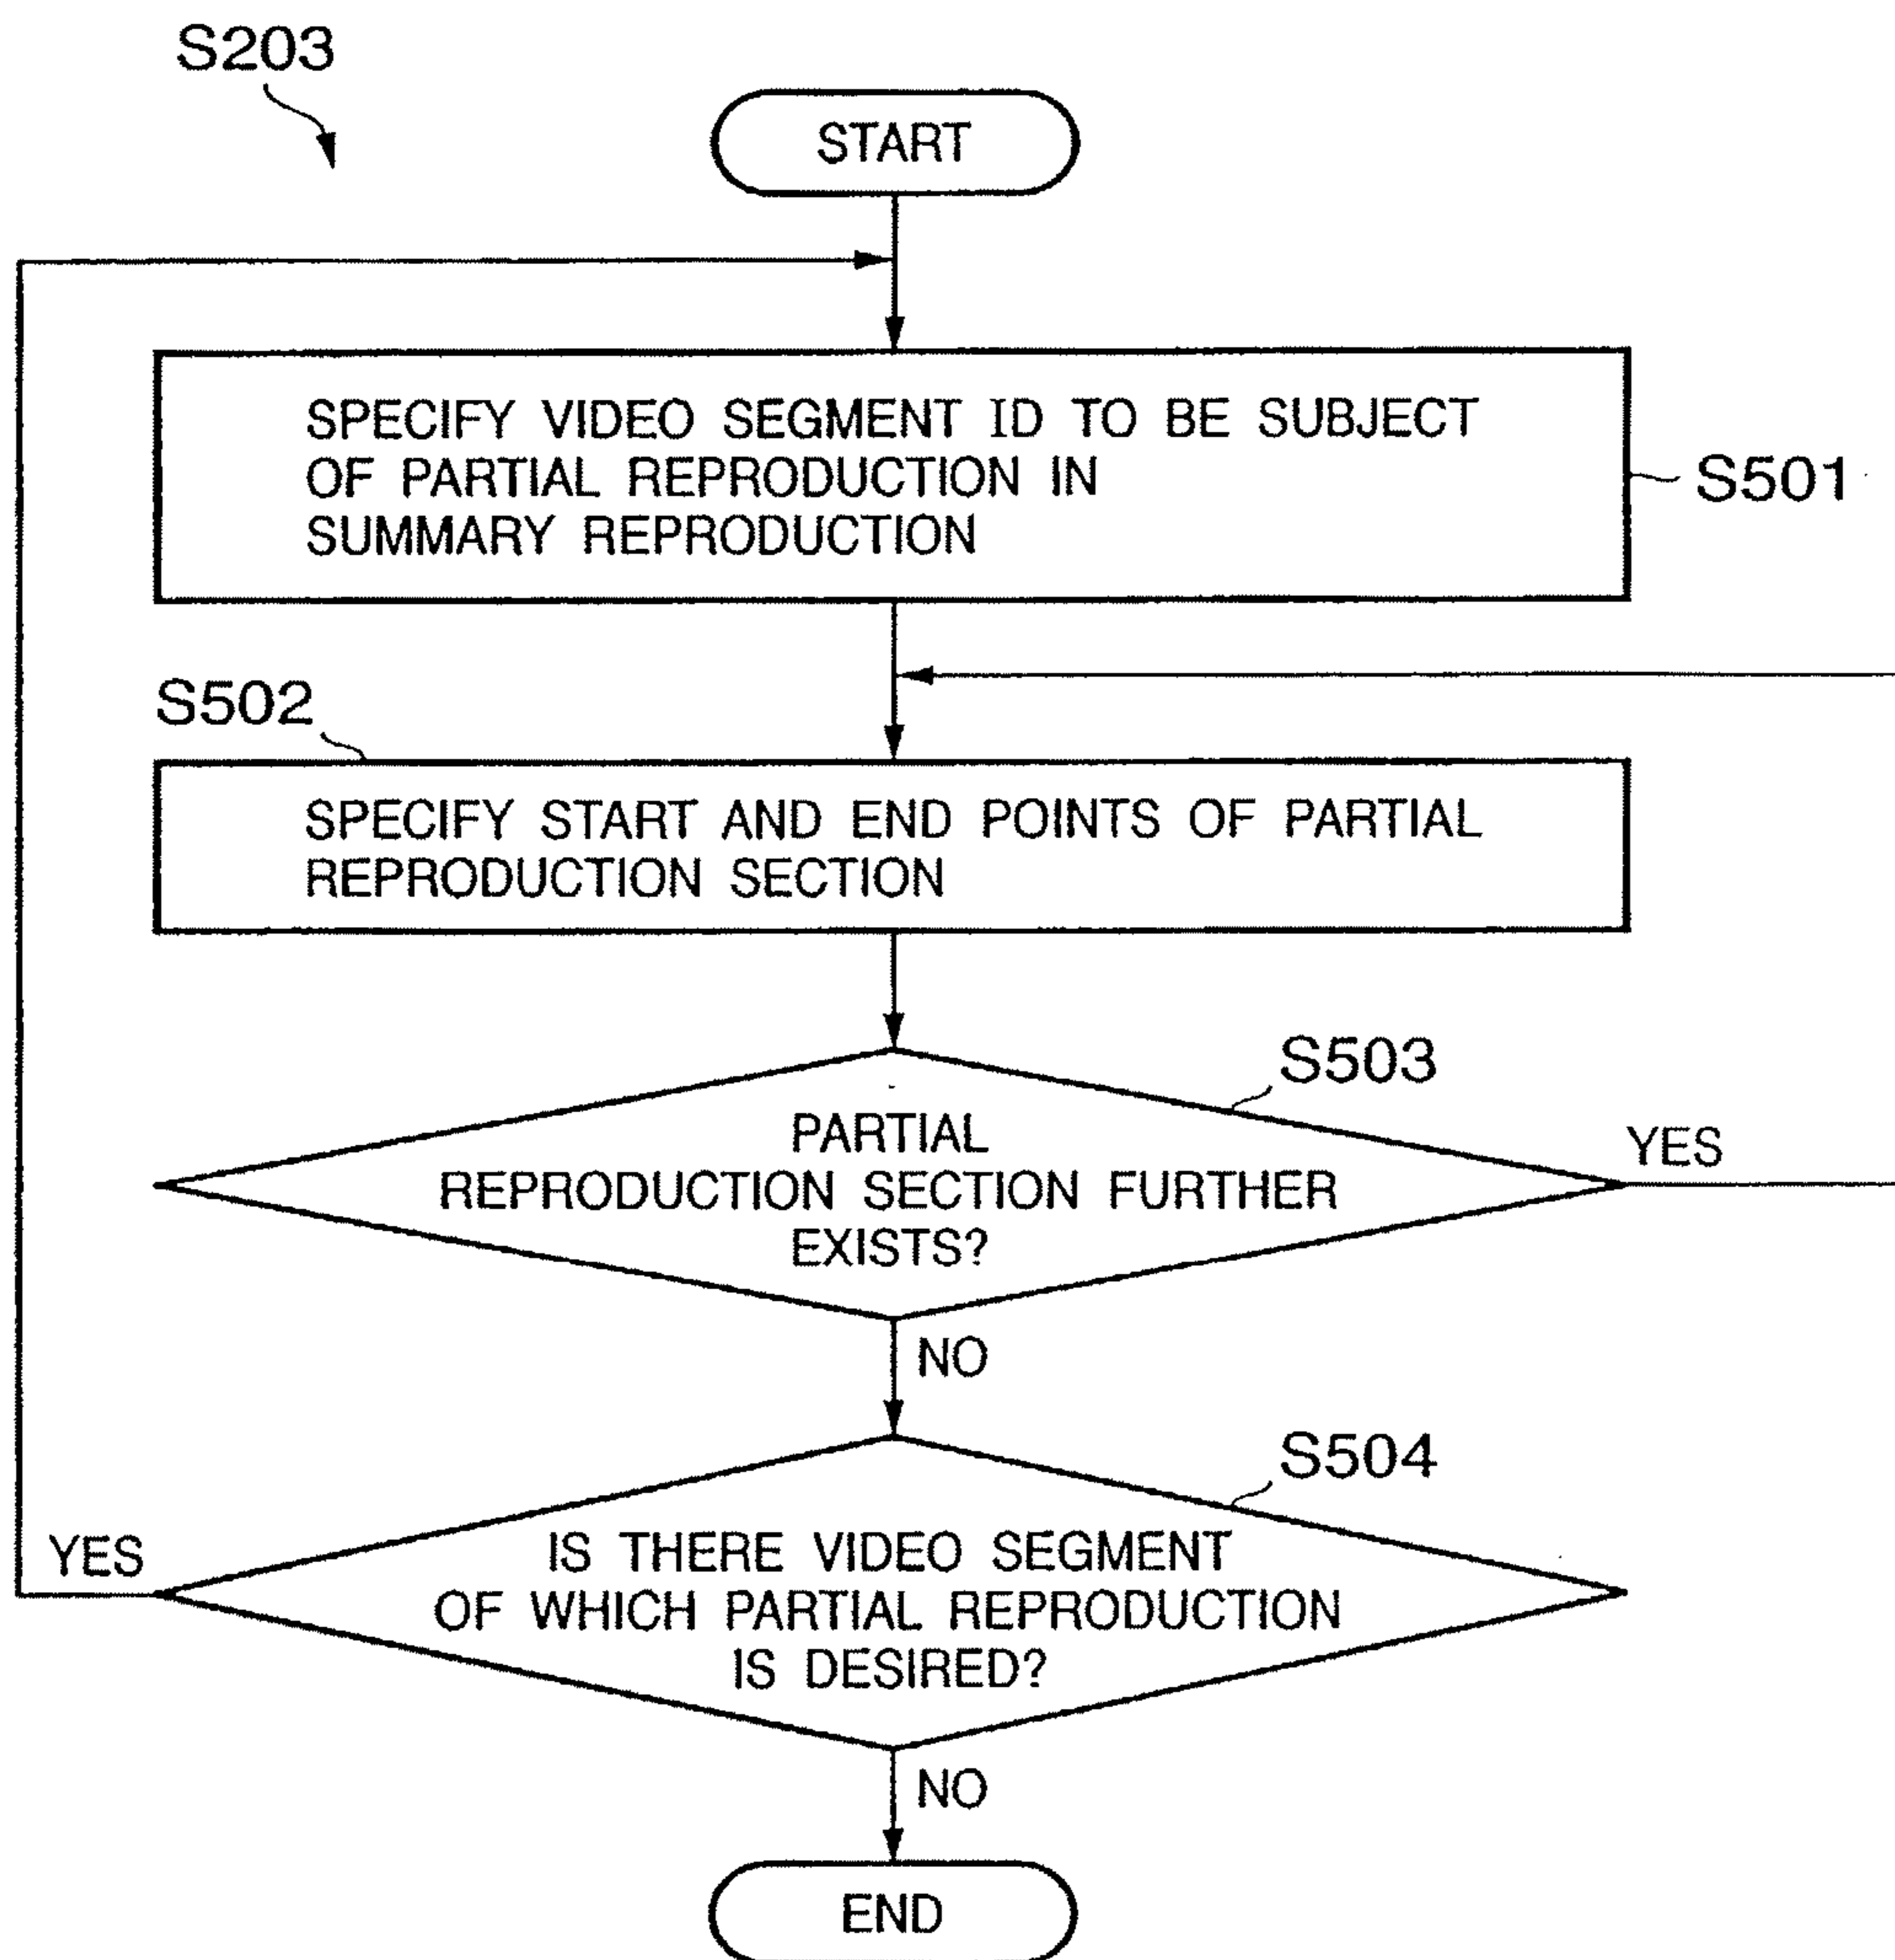 S203
START
SPECIFY VIDEO SEGMENT ID TO BE SUBJECT
OF PARTIAL REPRODUCTION IN
SUMMARY REPRODUCTION
S501
S502
SPECIFY START AND END POINTS OF PARTIAL
REPRODUCTION SECTION
S503
PARTIAL
REPRODUCTION SECTION FURTHER
EXISTS?
YES
NO
S504
IS THERE VIDEO SEGMENT
OF WHICH PARTIAL REPRODUCTION
IS DESIRED?
YES
NO
END